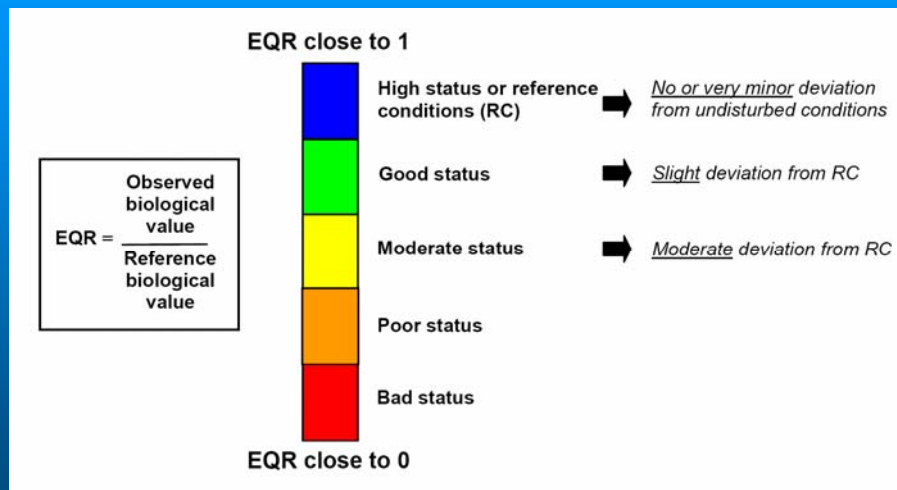 EQR close to 1
High status or reference
conditions (RC)
No or very minor deviation
from undisturbed conditions
Good status
Slight deviation from RC
Observed
biological
value
EQR =
Reference
biological
value
Moderate status
Moderate deviation from RC
Poor status
Bad status
EQR close to 0